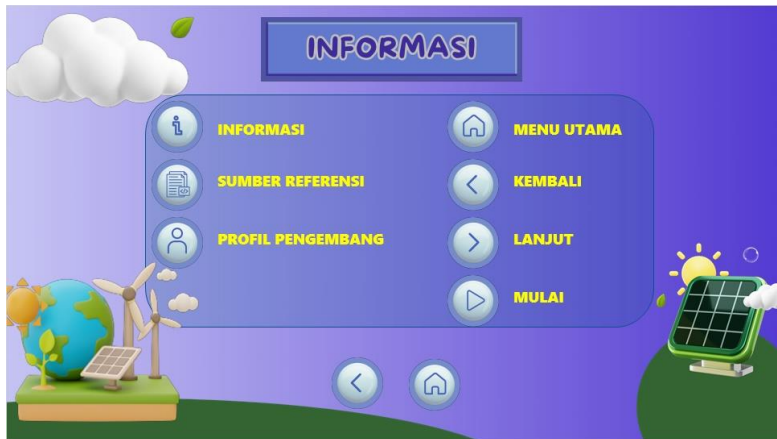 INFORMASI
INFORMASI
SUMBER REFERENSI
PROFIL PENGEMBANG
MENU UTAMA
KEMBALI
LANJUT
MULAI